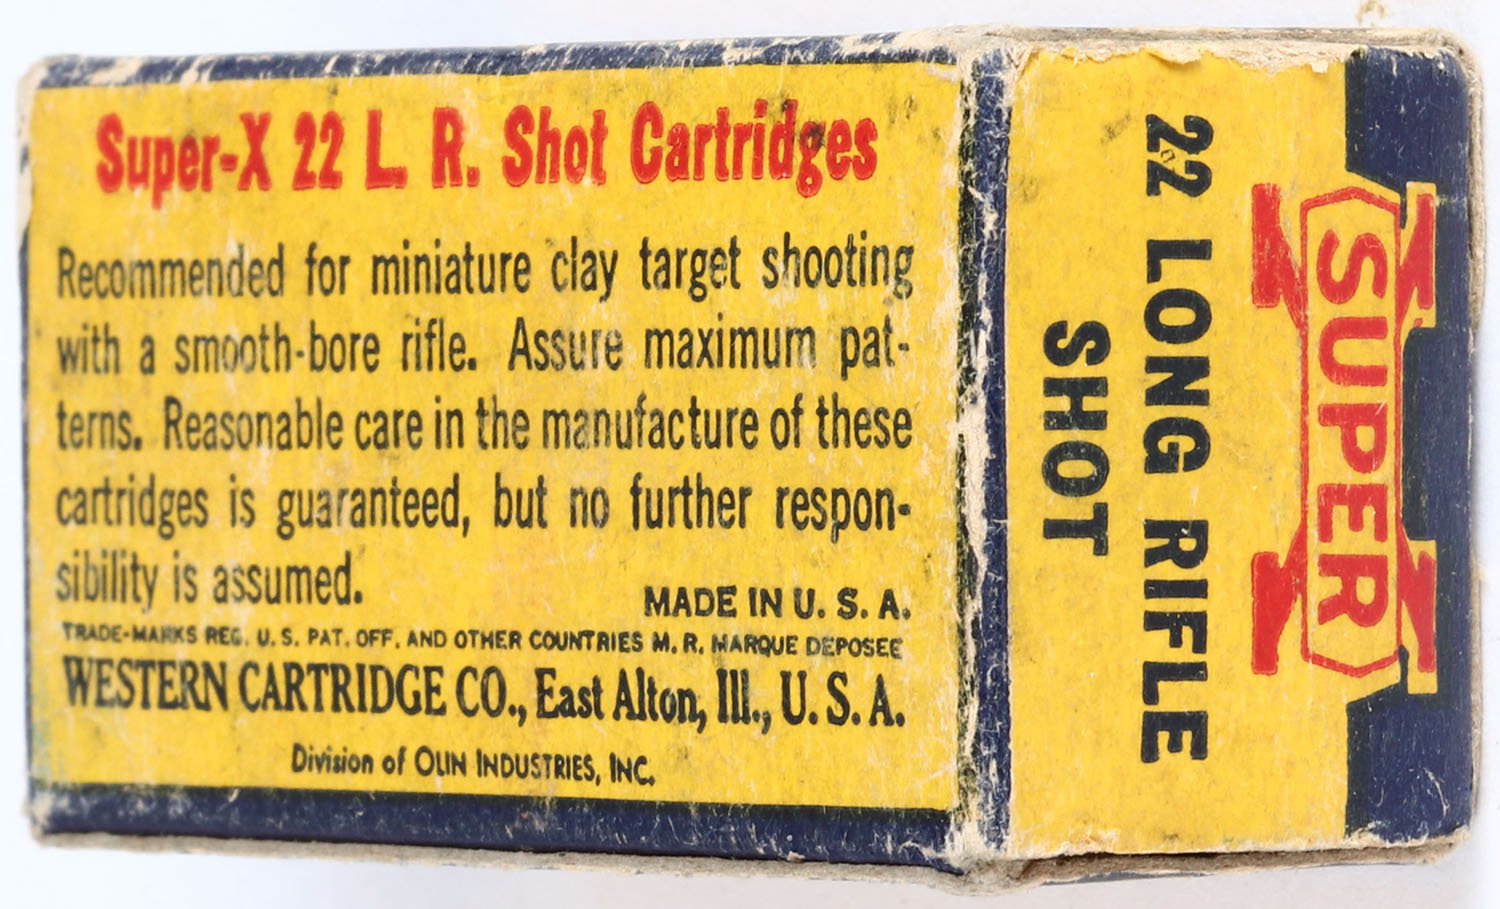 Super-X 22 L. R. Shot Cartridges
Recommended for miniature clay target shooting
with a smooth-bore rifle. Assure maximum pat-
terns. Reasonable care in the manufacture of these
cartridges is guaranteed, but no further respon-
sibility is assumed.
MADE IN U. S. A.
TRADE-MARKS REG. U. S. PAT. OFF. AND OTHER COUNTRIES M. R. MARQUE DEPOSEE
WESTERN CARTRIDGE CO., East Alton, Ill., U. S. A.
Division of OLIN INDUSTRIES, INC.
SUPER X
22 LONG RIFLE
SHOT